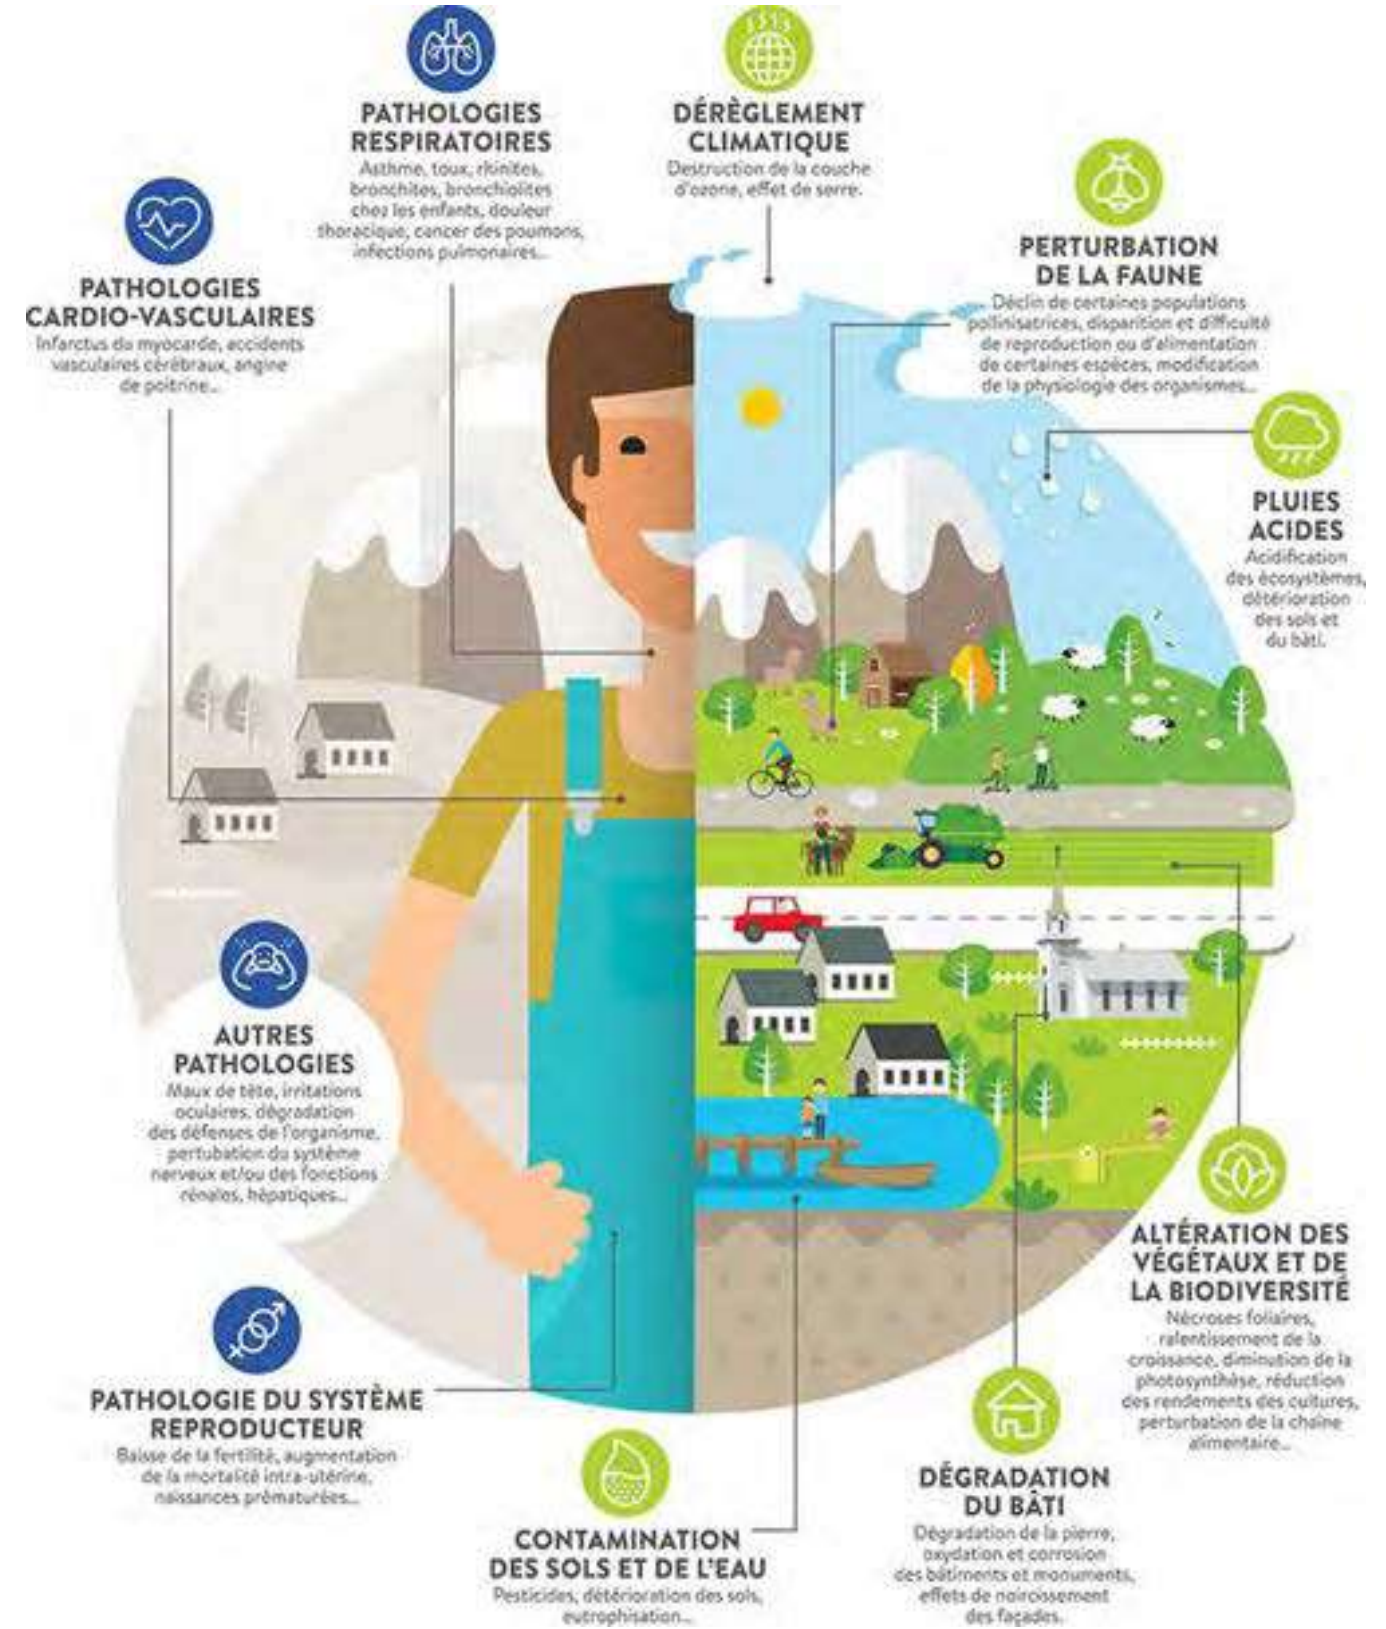 PATHOLOGIES
RESPIRATOIRES
Asthme, toux, rhinites,
bronchites, bronchiolites
chez les enfants, douleur
thoracique, cancer des poumons,
infections pulmonaires...
DÉRÈGLEMENT
CLIMATIQUE
Destruction de la couche
d'ozone, effet de serre.
PATHOLOGIES
CARDIO-VASCULAIRES
Infarctus du myocarde, accidents
vasculaires cérébraux, angine
de poitrine...
PERTURBATION
DE LA FAUNE
Déclin de certaines populations
pollinisatrices, disparition et difficulté
de reproduction ou d'alimentation
de certaines espèces, modification
de la physiologie des organismes...
PLUIES
ACIDES
Acidification
des écosystèmes,
détérioration
des sols et
du bâti.
AUTRES
PATHOLOGIES
Maux de tête, irritations
oculaires, dégradation
des défenses de l'organisme,
pertubation du système
nerveux et/ou des fonctions
rénales, hépatiques...
ALTÉRATION DES
VÉGÉTAUX ET DE
LA BIODIVERSITÉ
Nécroses foliaires,
ralentissement de la
croissance, diminution de la
photosynthèse, réduction
des rendements des cultures,
perturbation de la chaîne
alimentaire...
PATHOLOGIE DU SYSTÈME
REPRODUCTEUR
Baisse de la fertilité, augmentation
de la mortalité intra-utérine,
naissances prématurées...
DÉGRADATION
DU BÂTI
Dégradation de la pierre,
oxydation et corrosion
des bâtiments et monuments,
effets de noircissement
des façades.
CONTAMINATION
DES SOLS ET DE L'EAU
Pesticides, détérioration des sols,
eutrophisation...